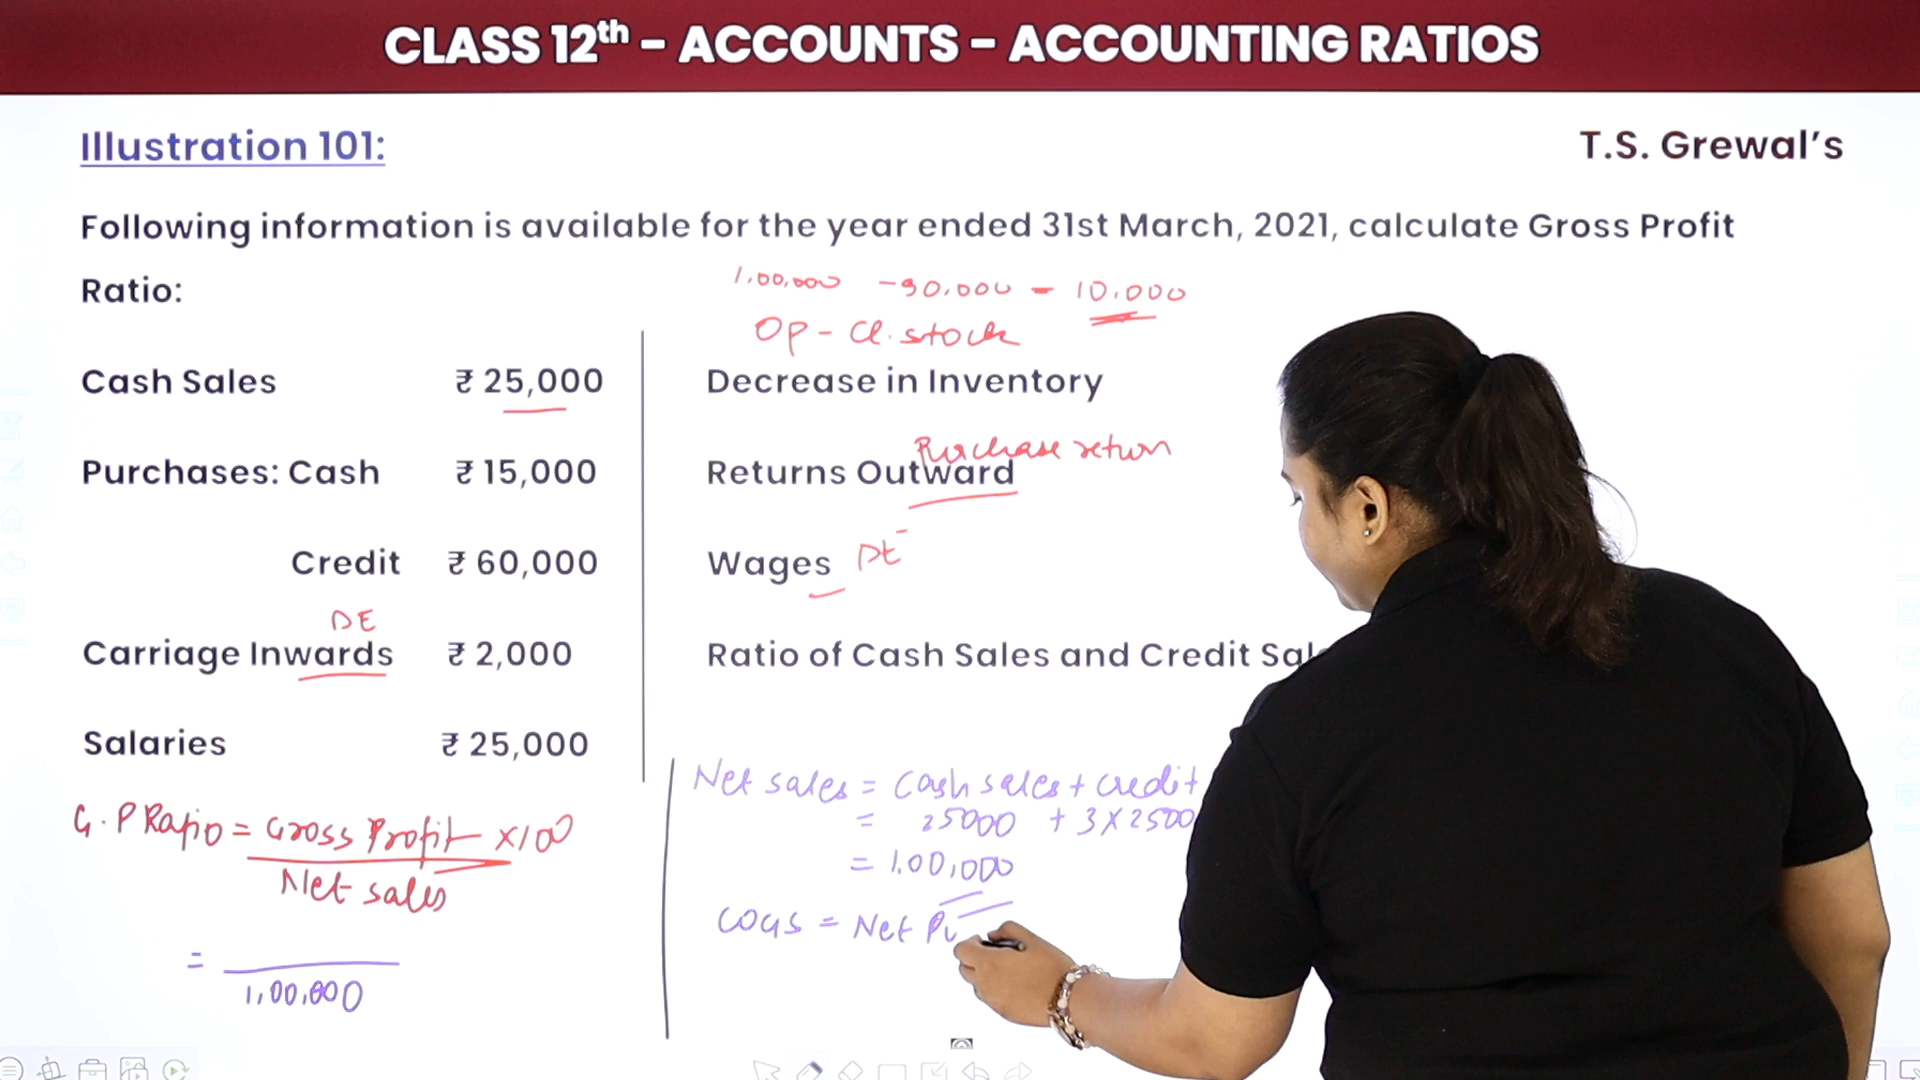 CLASS 12th - ACCOUNTS - ACCOUNTING RATIOS
Illustration 101:
T.S. Grewal's
Following information is available for the year ended 31st March, 2021, calculate Gross Profit
Ratio:
1,00,000 - 90,000 - 10,000
Op - Cl. stock
Cash Sales ₹ 25,000
Decrease in Inventory
Purchase return
Purchases: Cash ₹ 15,000
Returns Outward
Credit ₹ 60,000
Wages DE
DE
Carriage Inwards ₹ 2,000
Ratio of Cash Sales and Credit
Salaries ₹ 25,000
G.P Ratio = Gross Profit ×100
Net sales
=
1,00,000
Net sales = Cash sales + credit
= 25000 + 3 × 2500
= 1,00,000
COGS = Net